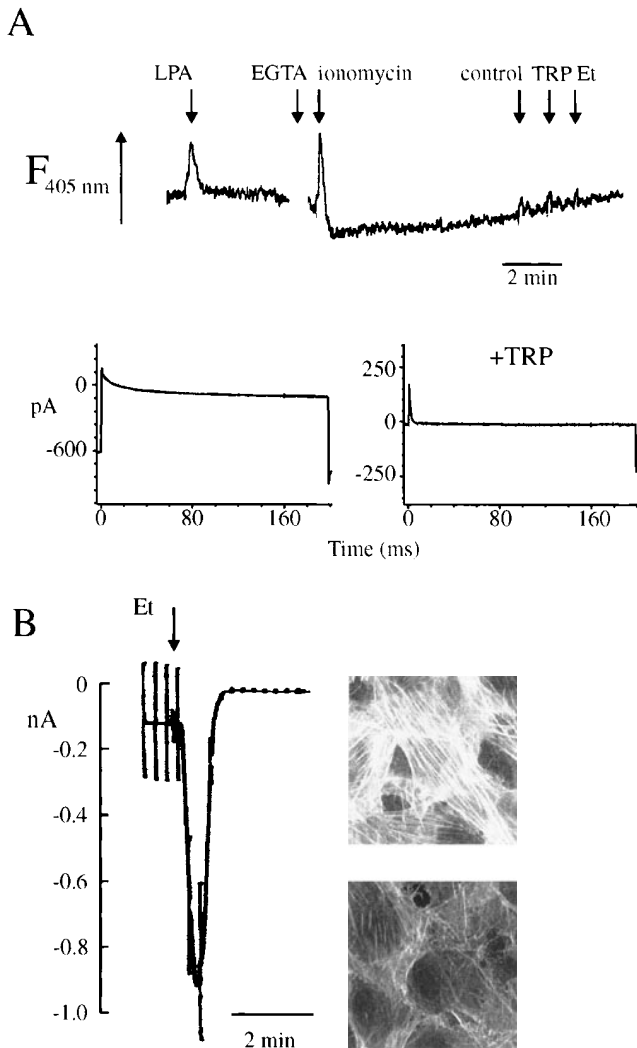 A
LPA EGTA ionomycin control TRP Et
F405 nm
2 min
+TRP
0
pA
-600
250
0
-250
0 80 160
0 80 160
Time (ms)
B
Et
0
nA
-0.2
-0.4
-0.6
-0.8
-1.0
2 min